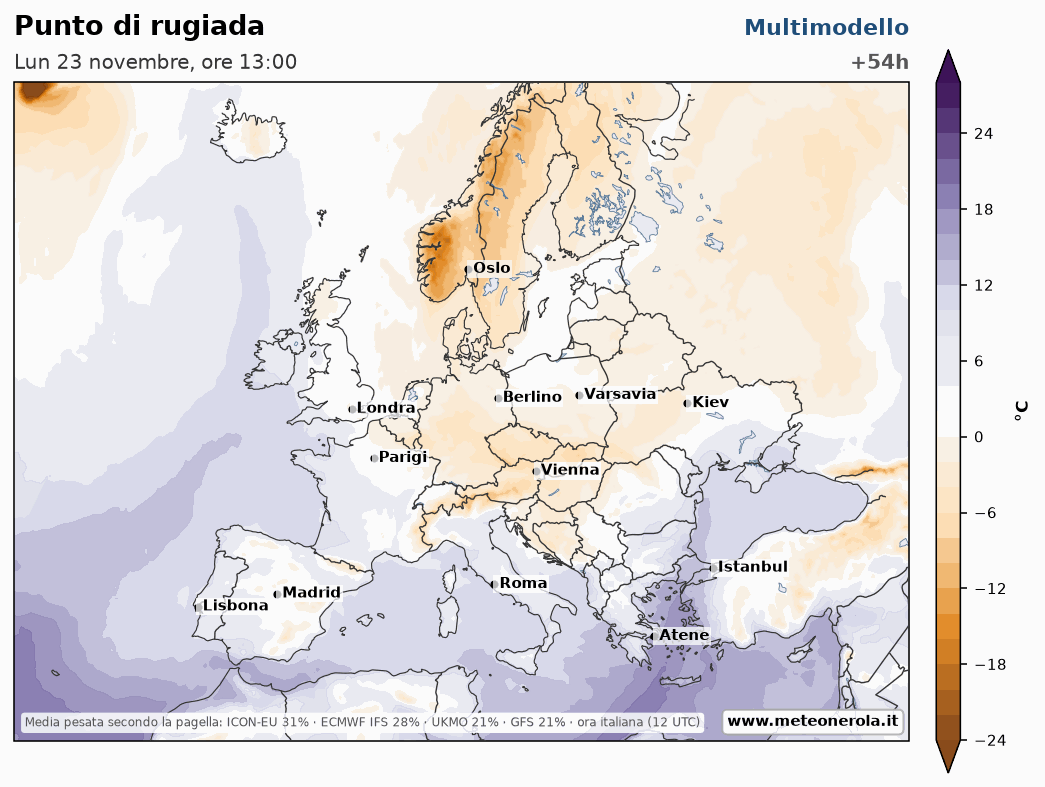 Punto di rugiada
Multimodello
Lun 23 novembre, ore 13:00
+54h
24
18
12
6
0
−6
−12
−18
−24
°C
Oslo
Londra
Berlino
Varsavia
Kiev
Parigi
Vienna
Istanbul
Roma
Madrid
Lisbona
Atene
Media pesata secondo la pagella: ICON-EU 31% · ECMWF IFS 28% · UKMO 21% · GFS 21% · ora italiana (12 UTC)
www.meteonerola.it